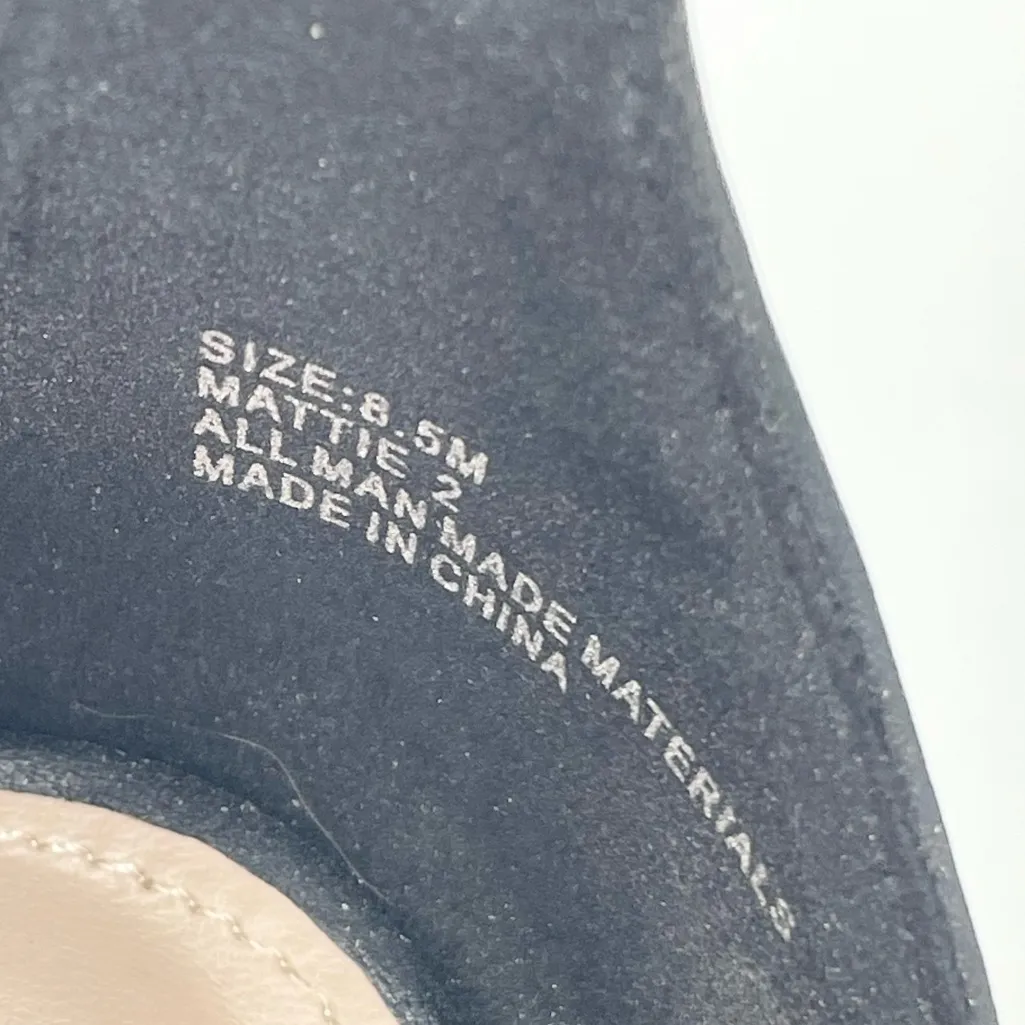 SIZE:8.5M
MATTIE 2
ALL MAN MADE MATERIALS
MADE IN CHINA